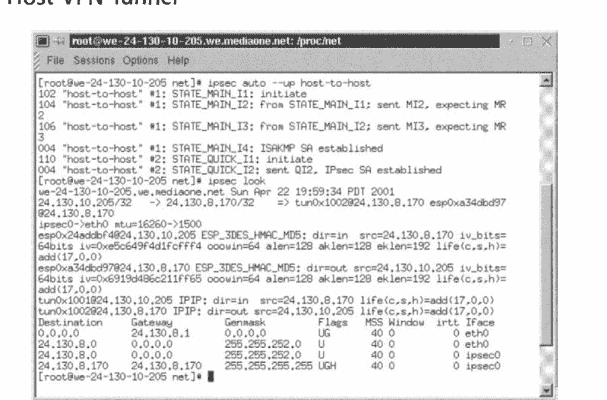 Host VPN Tunnel
root@we-24-130-10-205.we.mediaone.net: /proc/net
File Sessions Options Help
[root@we-24-130-10-205 net]# ipsec auto --up host-to-host
102 "host-to-host" #1: STATE_MAIN_I1: initiate
104 "host-to-host" #1: STATE_MAIN_I2: from STATE_MAIN_I1; sent MI2, expecting MR
2
106 "host-to-host" #1: STATE_MAIN_I3: from STATE_MAIN_I2; sent MI3, expecting MR
3
004 "host-to-host" #1: STATE_MAIN_I4: ISAKMP SA established
110 "host-to-host" #2: STATE_QUICK_I1: initiate
004 "host-to-host" #2: STATE_QUICK_I2: sent QI2, IPsec SA established
[root@we-24-130-10-205 net]# ipsec look
we-24-130-10-205.we.mediaone.net Sun Apr 22 19:59:34 PDT 2001
24.130.10.205/32 -> 24.130.8.170/32 => tun0x1002@24.130.8.170 esp0xa34dbd97
@24.130.8.170
ipsec0->eth0 mtu=16260->1500
esp0x24addbf4@24.130.10.205 ESP_3DES_HMAC_MD5: dir=in src=24.130.8.170 iv_bits=
64bits iv=0xe5c649f4d1fcfff4 ooowin=64 alen=128 aklen=128 eklen=192 life(c,s,h)=
add(17,0,0)
esp0xa34dbd97@24.130.8.170 ESP_3DES_HMAC_MD5: dir=out src=24.130.10.205 iv_bits=
64bits iv=0x6919d486c211ff65 ooowin=64 alen=128 aklen=128 eklen=192 life(c,s,h)=
add(17,0,0)
tun0x1001@24.130.10.205 IPIP: dir=in src=24.130.8.170 life(c,s,h)=add(17,0,0)
tun0x1002@24.130.8.170 IPIP: dir=out src=24.130.10.205 life(c,s,h)=add(17,0,0)
Destination Gateway Genmask Flags MSS Window irtt Iface
0.0.0.0 24.130.8.1 0.0.0.0 UG 40 0 0 eth0
24.130.8.0 0.0.0.0 255.255.252.0 U 40 0 0 eth0
24.130.8.0 0.0.0.0 255.255.252.0 U 40 0 0 ipsec0
24.130.8.170 24.130.8.170 255.255.255.255 UGH 40 0 0 ipsec0
[root@we-24-130-10-205 net]#